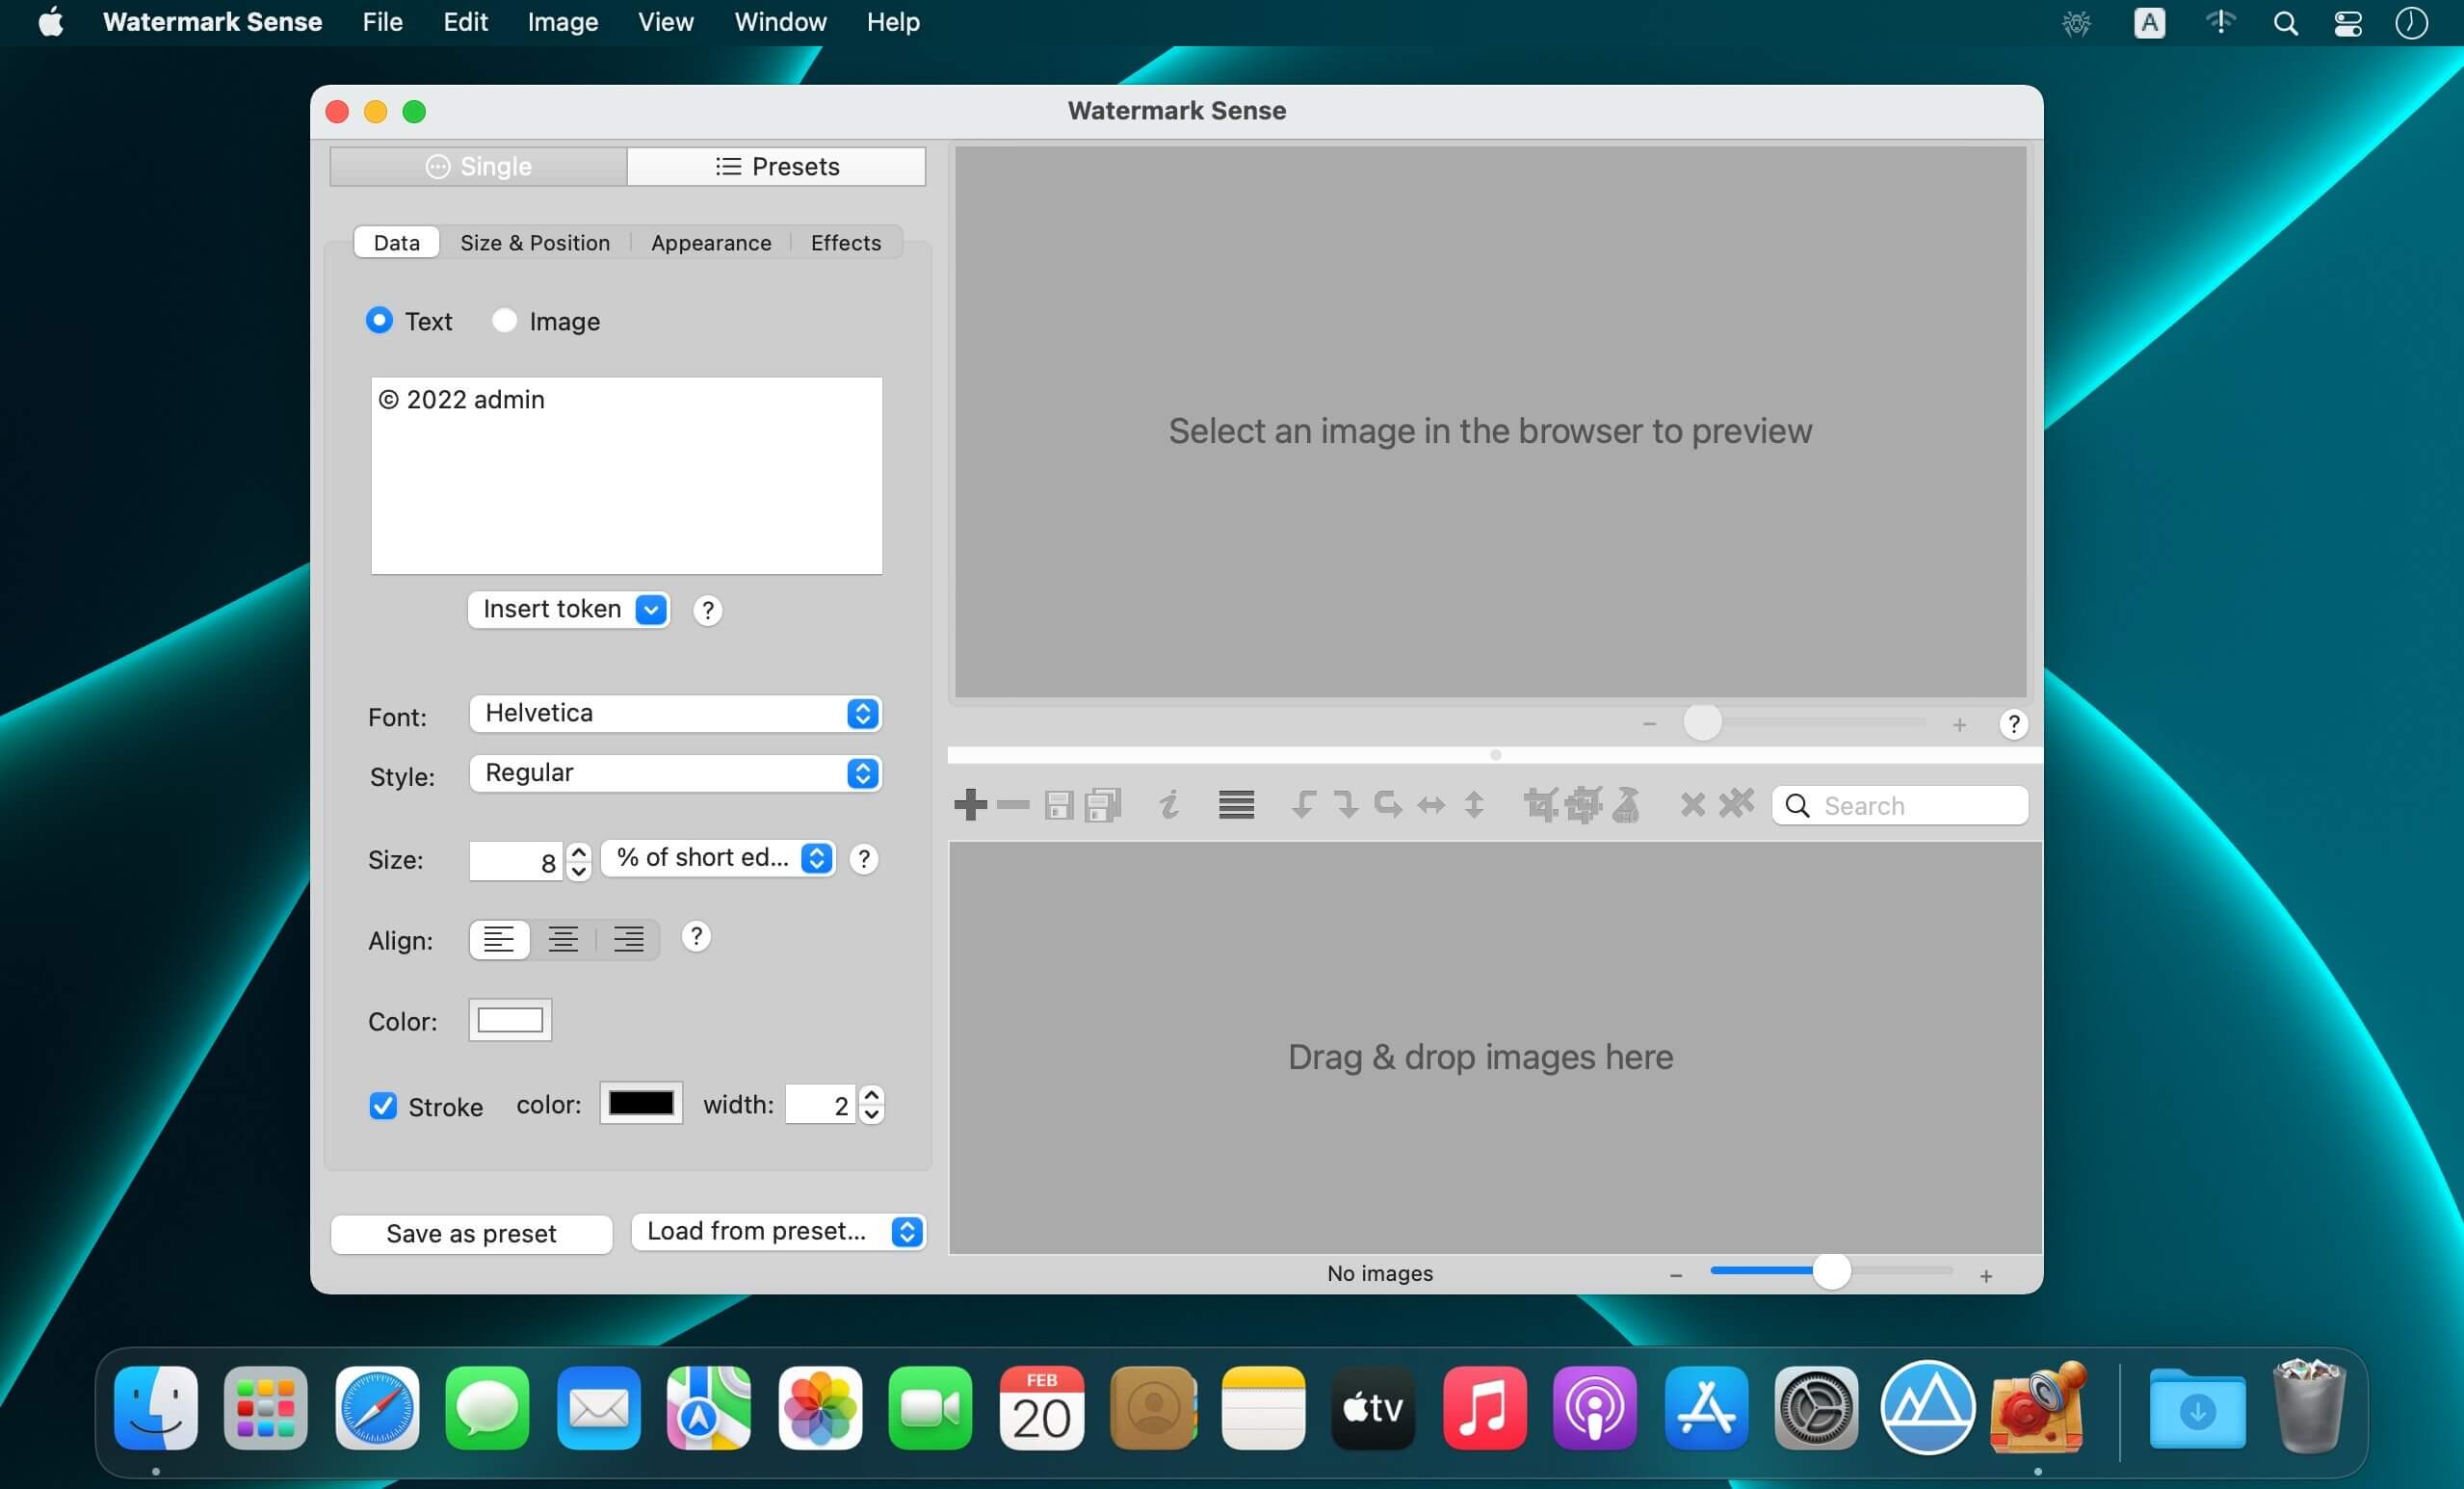 Watermark Sense File Edit Image View Window Help A
Watermark Sense
Single Presets
Data Size & Position Appearance Effects
Text Image
© 2022 admin
Insert token ?
Font: Helvetica
Style: Regular
Size: 8 % of short ed... ?
Align: ?
Color:
Stroke color: width: 2
Save as preset Load from preset...
Select an image in the browser to preview
− + ?
Search
Drag & drop images here
No images − +
FEB
20
tv